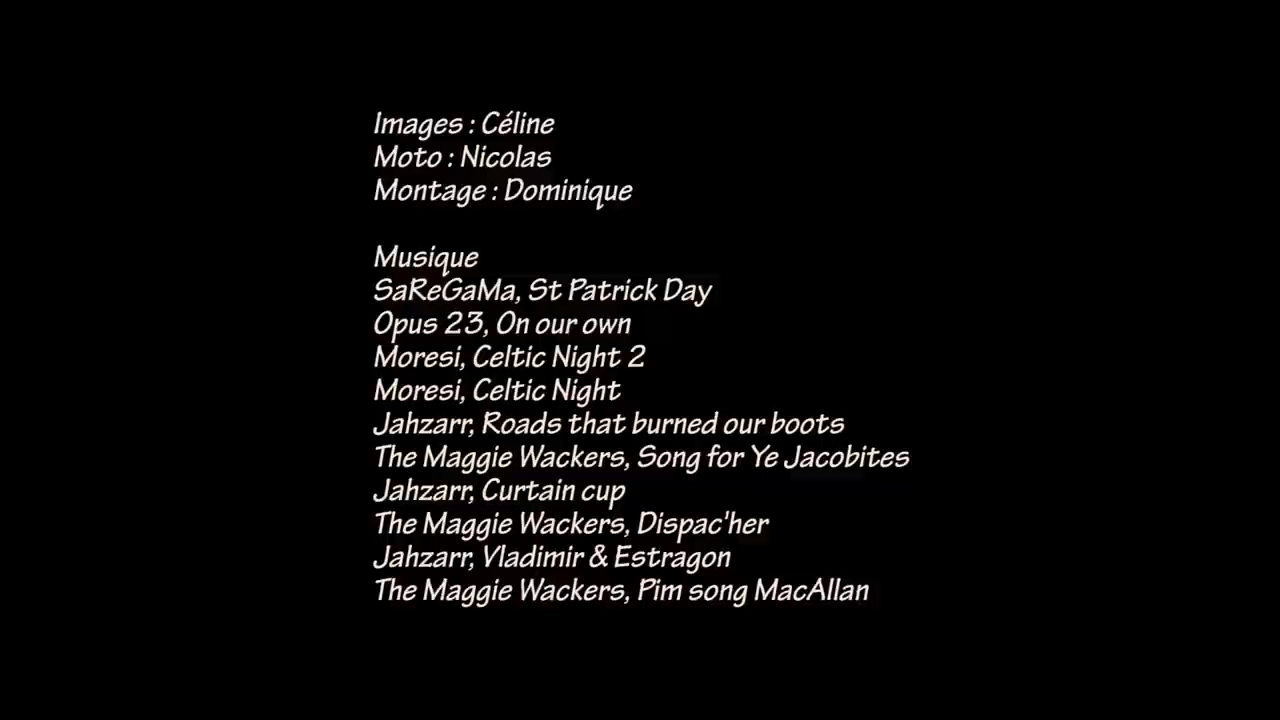 Images : Céline
Moto : Nicolas
Montage : Dominique
Musique
SaReGaMa, St Patrick Day
Opus 23, On our own
Moresi, Celtic Night 2
Moresi, Celtic Night
Jahzarr, Roads that burned our boots
The Maggie Wackers, Song for Ye Jacobites
Jahzarr, Curtain cup
The Maggie Wackers, Dispac'her
Jahzarr, Vladimir & Estragon
The Maggie Wackers, Pim song MacAllan